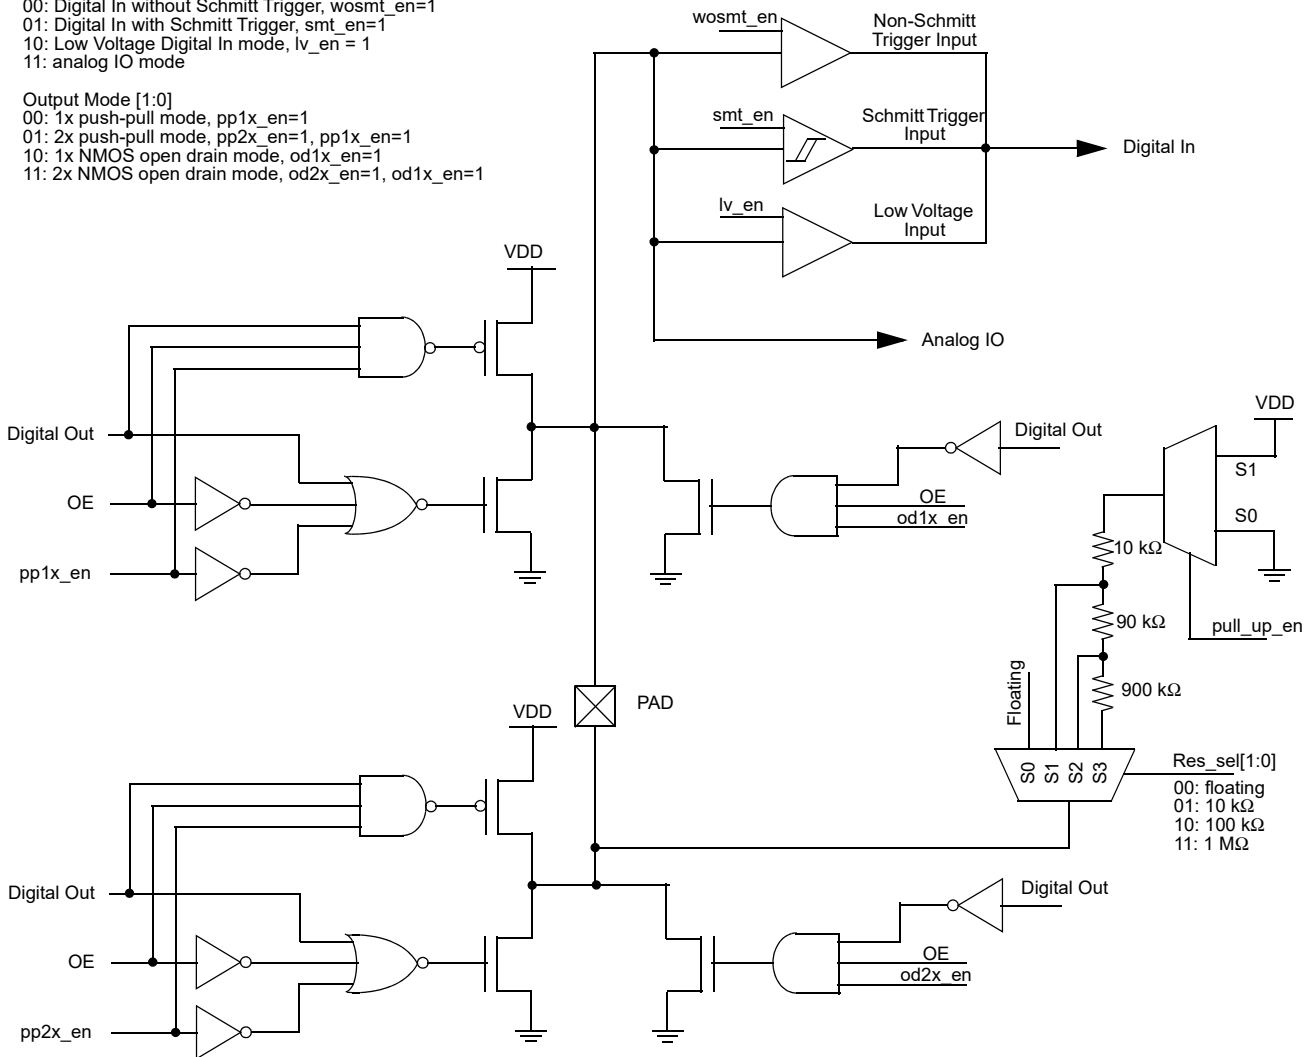 00: Digital In without Schmitt Trigger, wosmt_en=1
01: Digital In with Schmitt Trigger, smt_en=1
10: Low Voltage Digital In mode, lv_en = 1
11: analog IO mode
Output Mode [1:0]
00: 1x push-pull mode, pp1x_en=1
01: 2x push-pull mode, pp2x_en=1, pp1x_en=1
10: 1x NMOS open drain mode, od1x_en=1
11: 2x NMOS open drain mode, od2x_en=1, od1x_en=1
wosmt_en
Non-Schmitt
Trigger Input
smt_en
Schmitt Trigger
Input
Digital In
lv_en
Low Voltage
Input
Analog IO
VDD
Digital Out
OE
pp1x_en
Digital Out
OE
od1x_en
VDD
S1
S0
10 kΩ
90 kΩ
pull_up_en
900 kΩ
Floating
S0
S1
S2
S3
Res_sel[1:0]
00: floating
01: 10 kΩ
10: 100 kΩ
11: 1 MΩ
PAD
VDD
Digital Out
OE
pp2x_en
Digital Out
OE
od2x_en